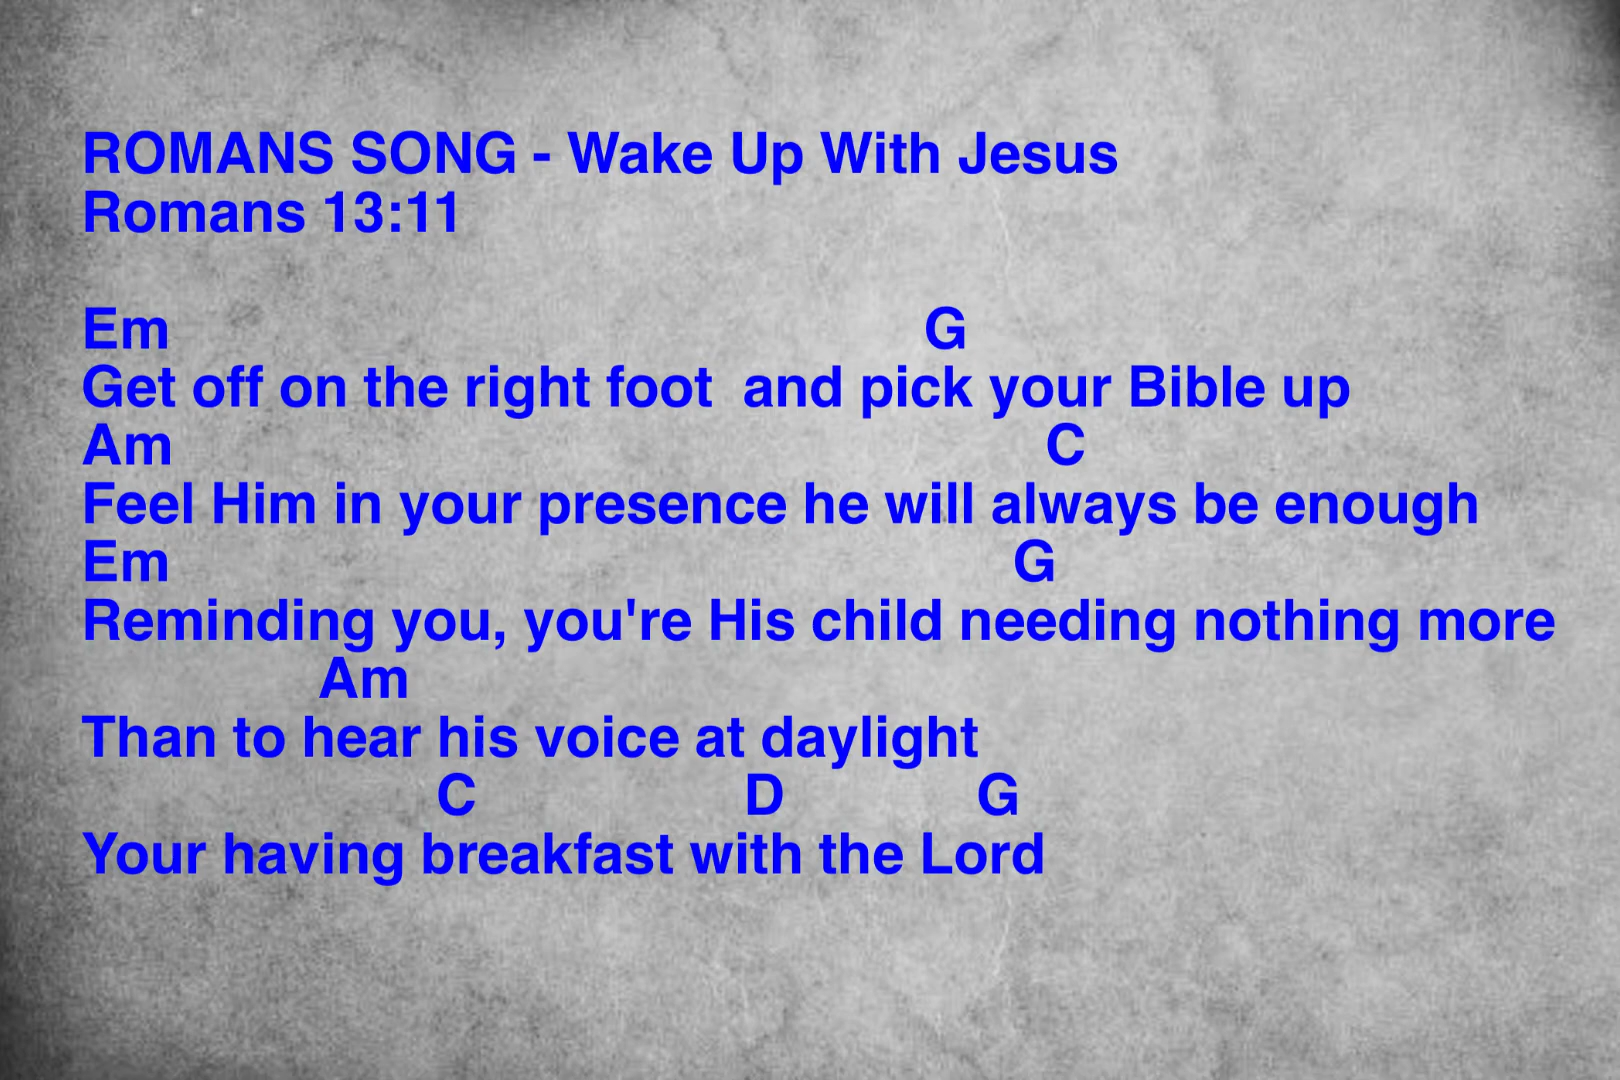 ROMANS SONG - Wake Up With Jesus
Romans 13:11
Em G
Get off on the right foot  and pick your Bible up
Am C
Feel Him in your presence he will always be enough
Em G
Reminding you, you're His child needing nothing more
Am
Than to hear his voice at daylight
C D G
Your having breakfast with the Lord